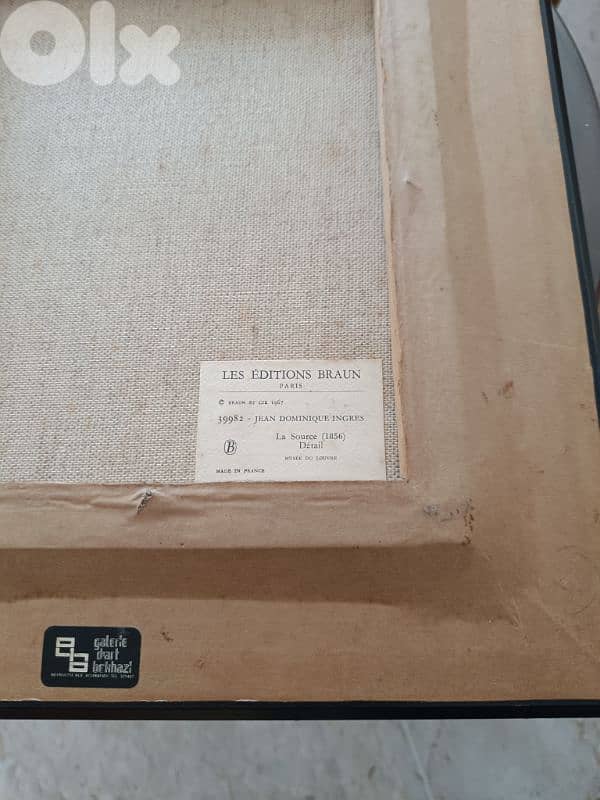 Olx
LES ÉDITIONS BRAUN
PARIS
© BRAUN ET CIE 1967
39982 - JEAN DOMINIQUE INGRES
La Source (1856)
Détail
B
MUSÉE DU LOUVRE
MADE IN FRANCE
galerie
d'art
bekhazi